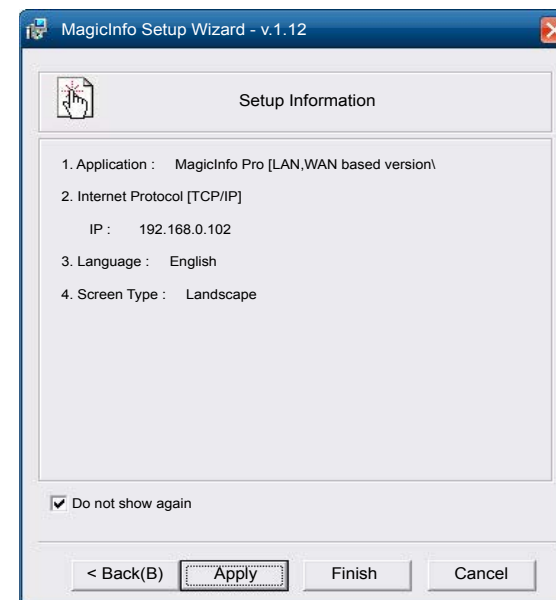 MagicInfo Setup Wizard - v.1.12
Setup Information
1. Application : MagicInfo Pro [LAN,WAN based version\
2. Internet Protocol [TCP/IP]
IP : 192.168.0.102
3. Language : English
4. Screen Type : Landscape
Do not show again
< Back(B) Apply Finish Cancel